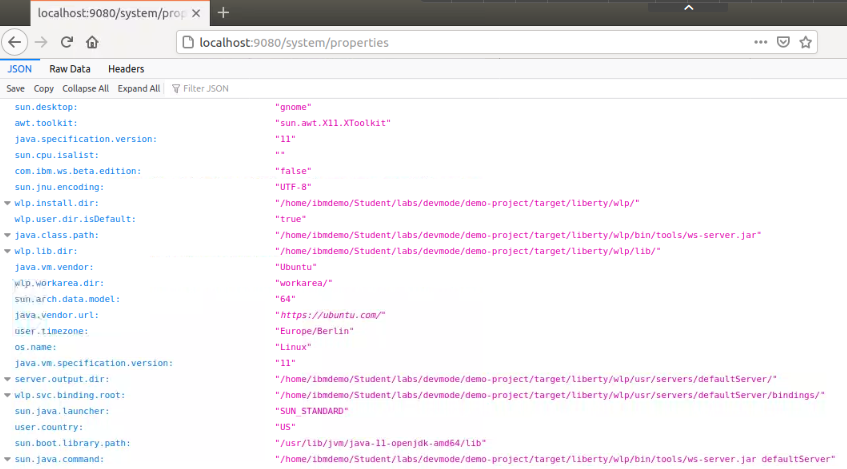 localhost:9080/system/prop
localhost:9080/system/properties
JSON Raw Data Headers
Save Copy Collapse All Expand All Filter JSON
sun.desktop: "gnome"
awt.toolkit: "sun.awt.X11.XToolkit"
java.specification.version: "11"
sun.cpu.isalist: ""
com.ibm.ws.beta.edition: "false"
sun.jnu.encoding: "UTF-8"
wlp.install.dir: "/home/ibmdemo/Student/labs/devmode/demo-project/target/liberty/wlp/"
wlp.user.dir.isDefault: "true"
java.class.path: "/home/ibmdemo/Student/labs/devmode/demo-project/target/liberty/wlp/bin/tools/ws-server.jar"
wlp.lib.dir: "/home/ibmdemo/Student/labs/devmode/demo-project/target/liberty/wlp/lib/"
java.vm.vendor: "Ubuntu"
wlp.workarea.dir: "workarea/"
sun.arch.data.model: "64"
java.vendor.url: "https://ubuntu.com/"
user.timezone: "Europe/Berlin"
os.name: "Linux"
java.vm.specification.version: "11"
server.output.dir: "/home/ibmdemo/Student/labs/devmode/demo-project/target/liberty/wlp/usr/servers/defaultServer/"
wlp.svc.binding.root: "/home/ibmdemo/Student/labs/devmode/demo-project/target/liberty/wlp/usr/servers/defaultServer/bindings/"
sun.java.launcher: "SUN_STANDARD"
user.country: "US"
sun.boot.library.path: "/usr/lib/jvm/java-11-openjdk-amd64/lib"
sun.java.command: "/home/ibmdemo/Student/labs/devmode/demo-project/target/liberty/wlp/bin/tools/ws-server.jar defaultServer"